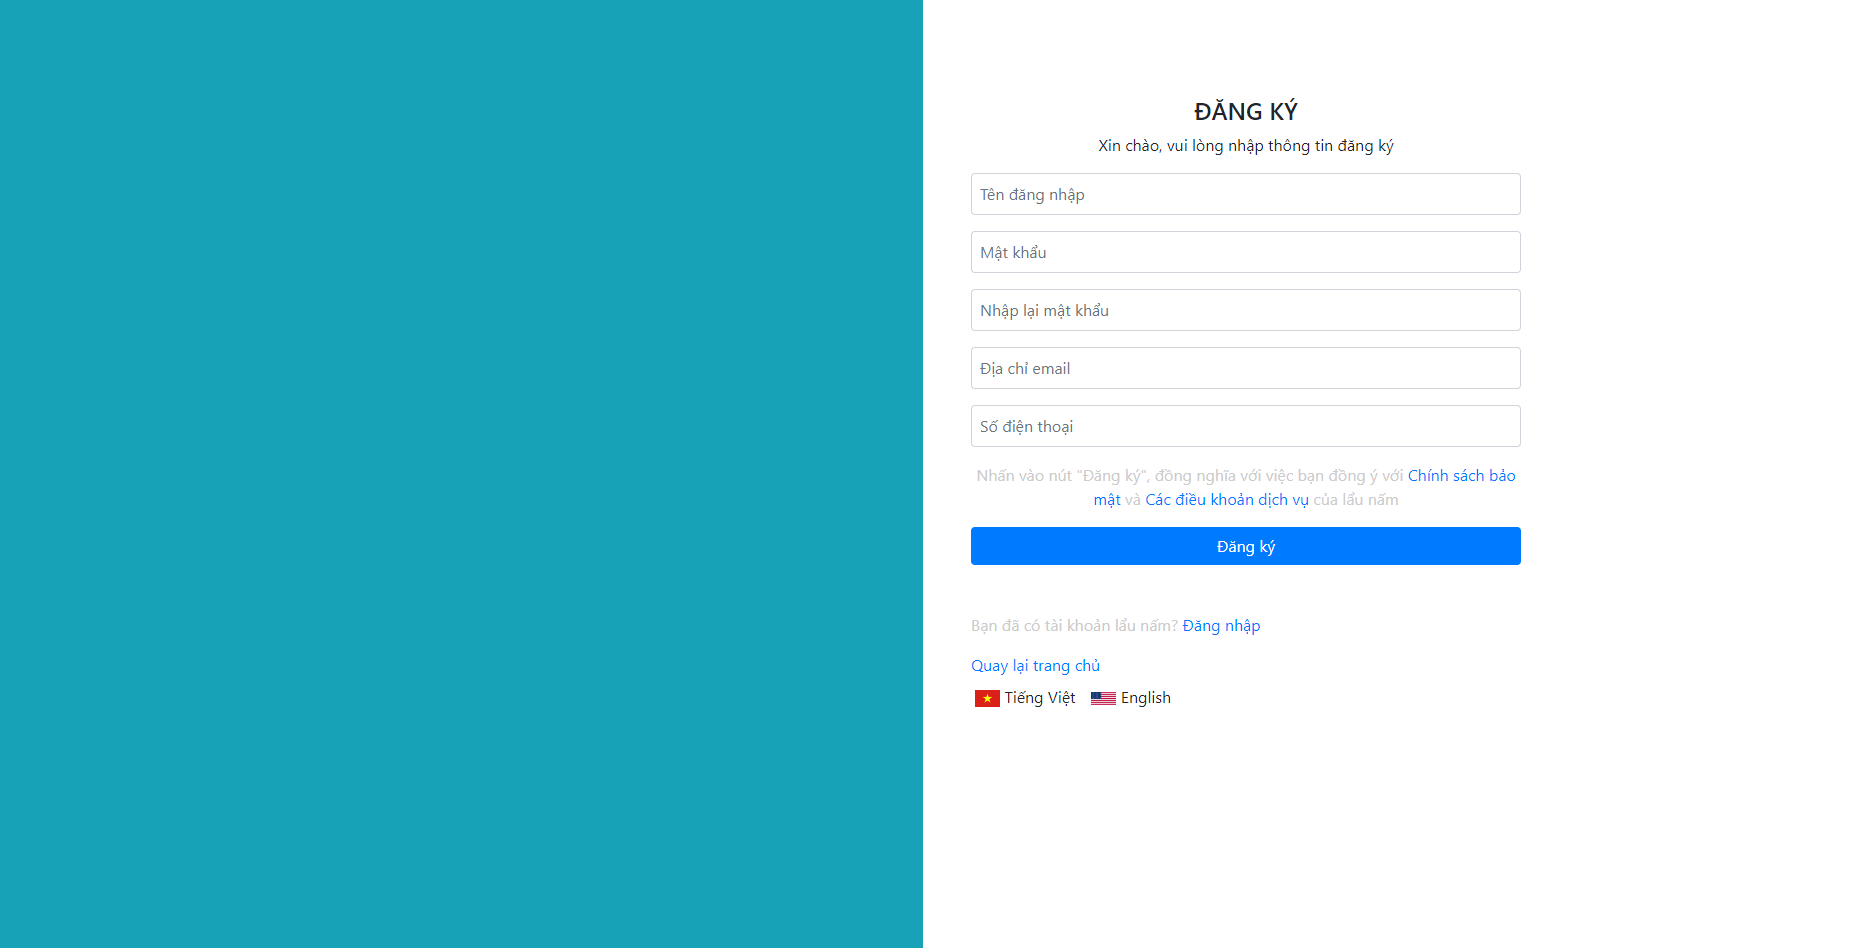 ĐĂNG KÝ
Xin chào, vui lòng nhập thông tin đăng ký
Tên đăng nhập
Mật khẩu
Nhập lại mật khẩu
Địa chỉ email
Số điện thoại
Nhấn vào nút "Đăng ký", đồng nghĩa với việc bạn đồng ý với Chính sách bảo
mật và Các điều khoản dịch vụ của lẩu nấm
Đăng ký
Bạn đã có tài khoản lẩu nấm? Đăng nhập
Quay lại trang chủ
Tiếng Việt English